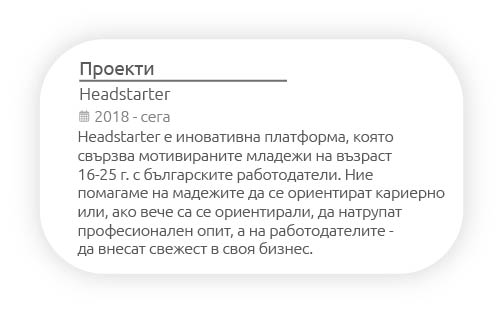 Проекти
Headstarter
2018 - сега
Headstarter е иновативна платформа, която
свързва мотивираните младежи на възраст
16-25 г. с българските работодатели. Ние
помагаме на мадежите да се ориентират кариерно
или, ако вече са се ориентирали, да натрупат
професионален опит, а на работодателите -
да внесат свежест в своя бизнес.